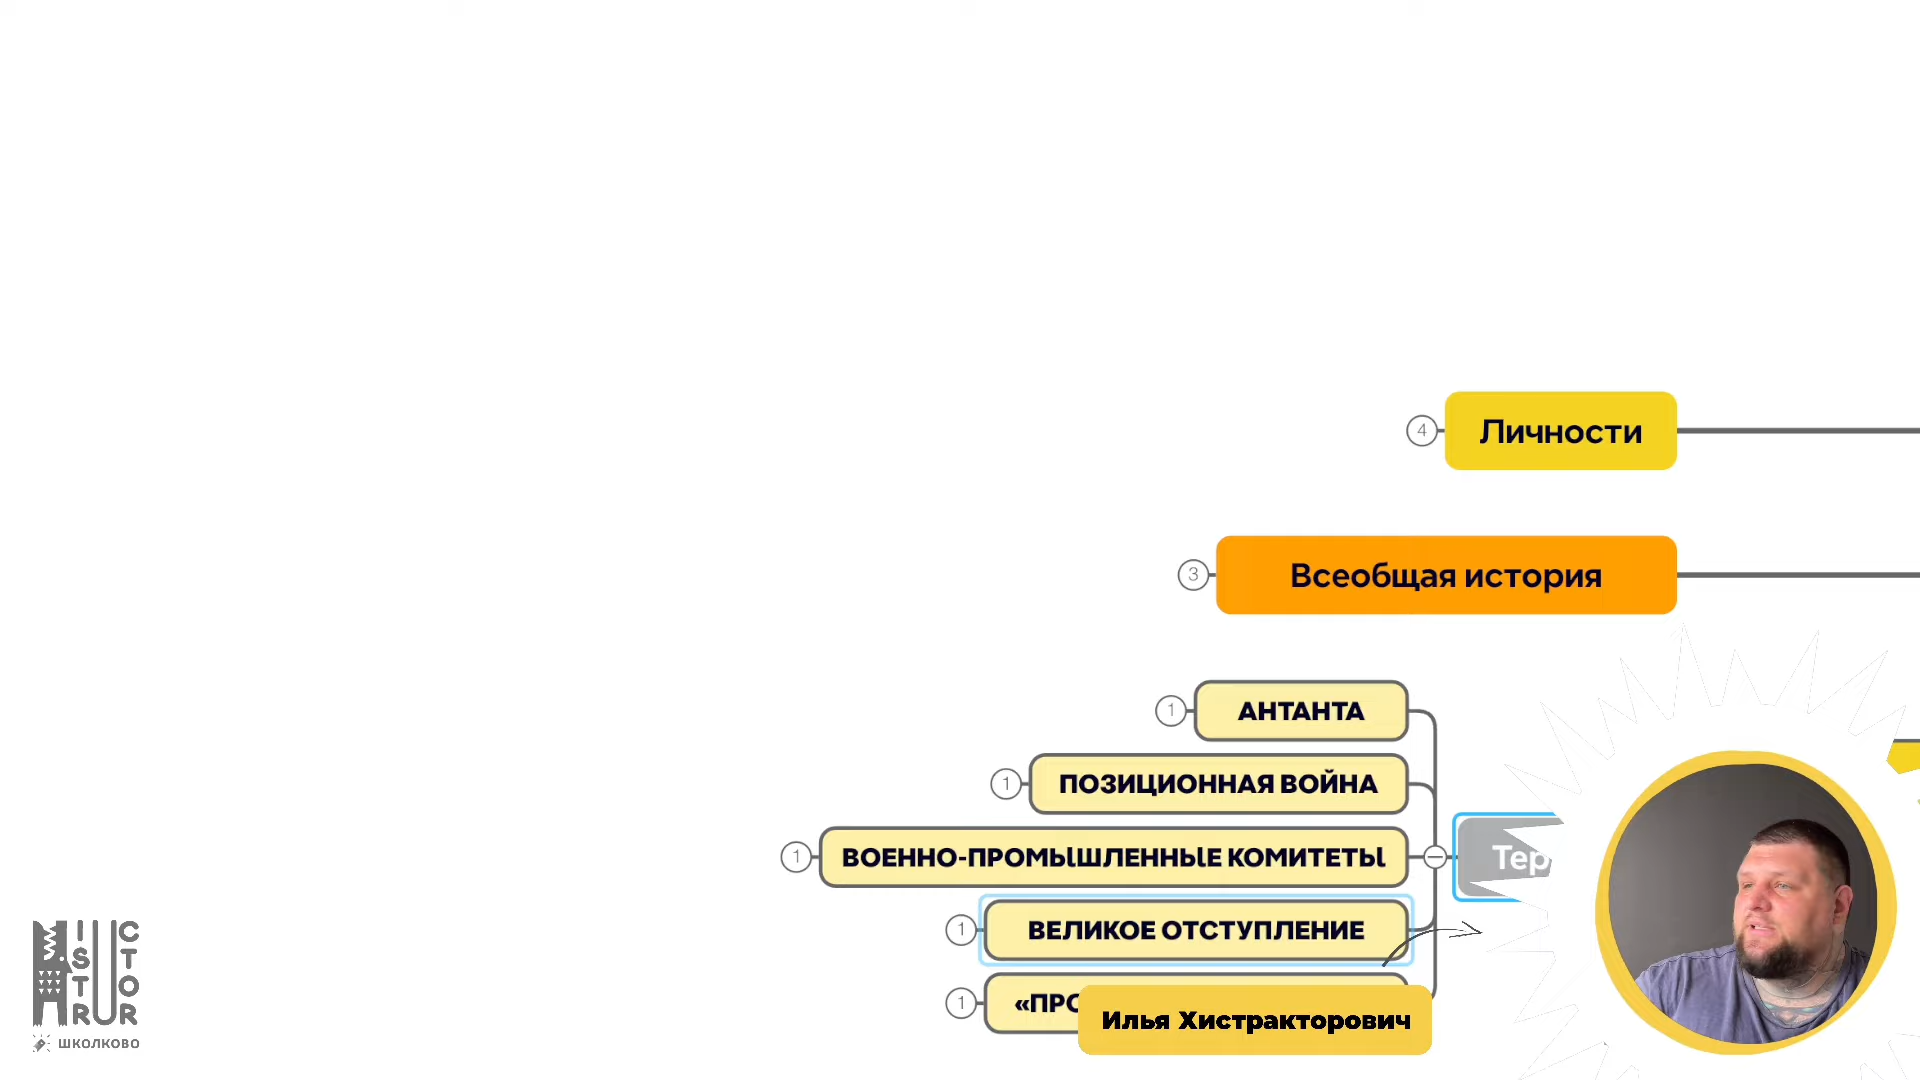 4
Личности
3
Всеобщая история
1
АНТАНТА
1
ПОЗИЦИОННАЯ ВОЙНА
1
ВОЕННО-ПРОМЫШЛЕННЫЕ КОМИТЕТЫ
1
ВЕЛИКОЕ ОТСТУПЛЕНИЕ
1
Илья Хистракторович
HISTRUCTOR
ШКОЛКОВО